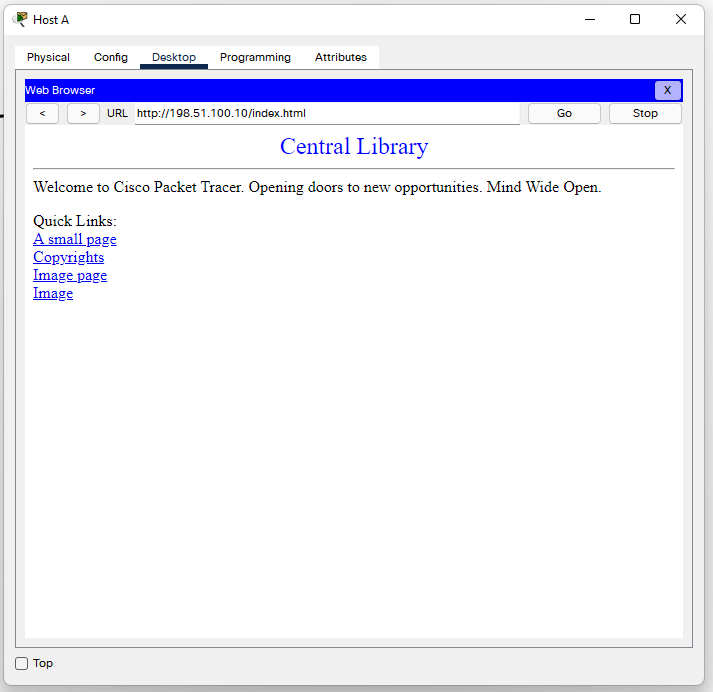 Host A
Physical Config Desktop Programming Attributes
Web Browser X
< > URL http://198.51.100.10/index.html Go Stop
Central Library
Welcome to Cisco Packet Tracer. Opening doors to new opportunities. Mind Wide Open.
Quick Links:
A small page
Copyrights
Image page
Image
Top